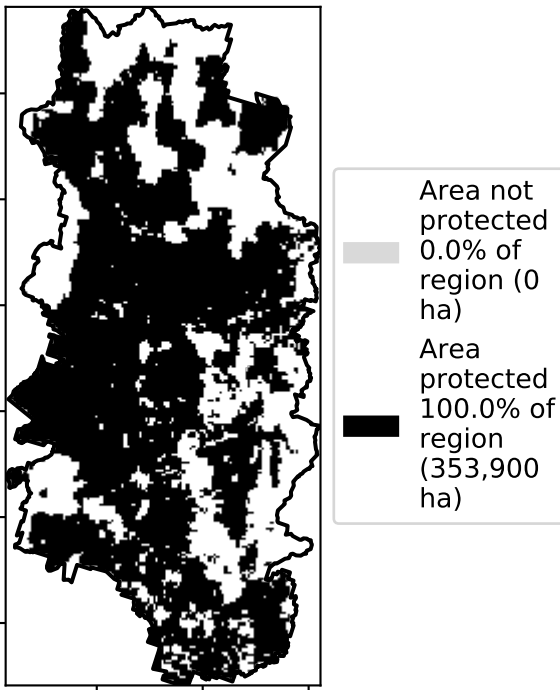 Area not
protected
0.0% of
region (0
ha)
Area
protected
100.0% of
region
(353,900
ha)